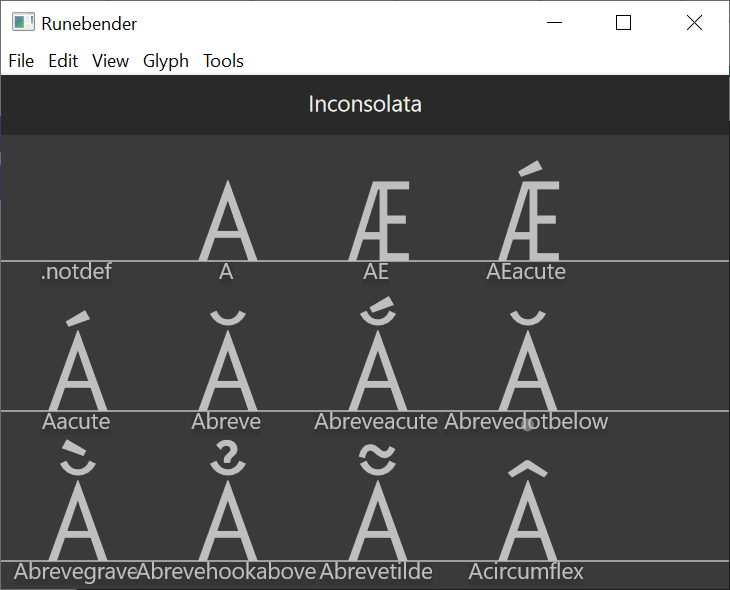 Runebender
File Edit View Glyph Tools
Inconsolata
A Æ Ǽ
.notdef A AE AEacute
Á Ă Ắ Ặ
Aacute Abreve Abreveacute Abrevedotbelow
Ằ Ẳ Ẵ Â
Abrevegrave Abrevehookabove Abrevetilde Acircumflex